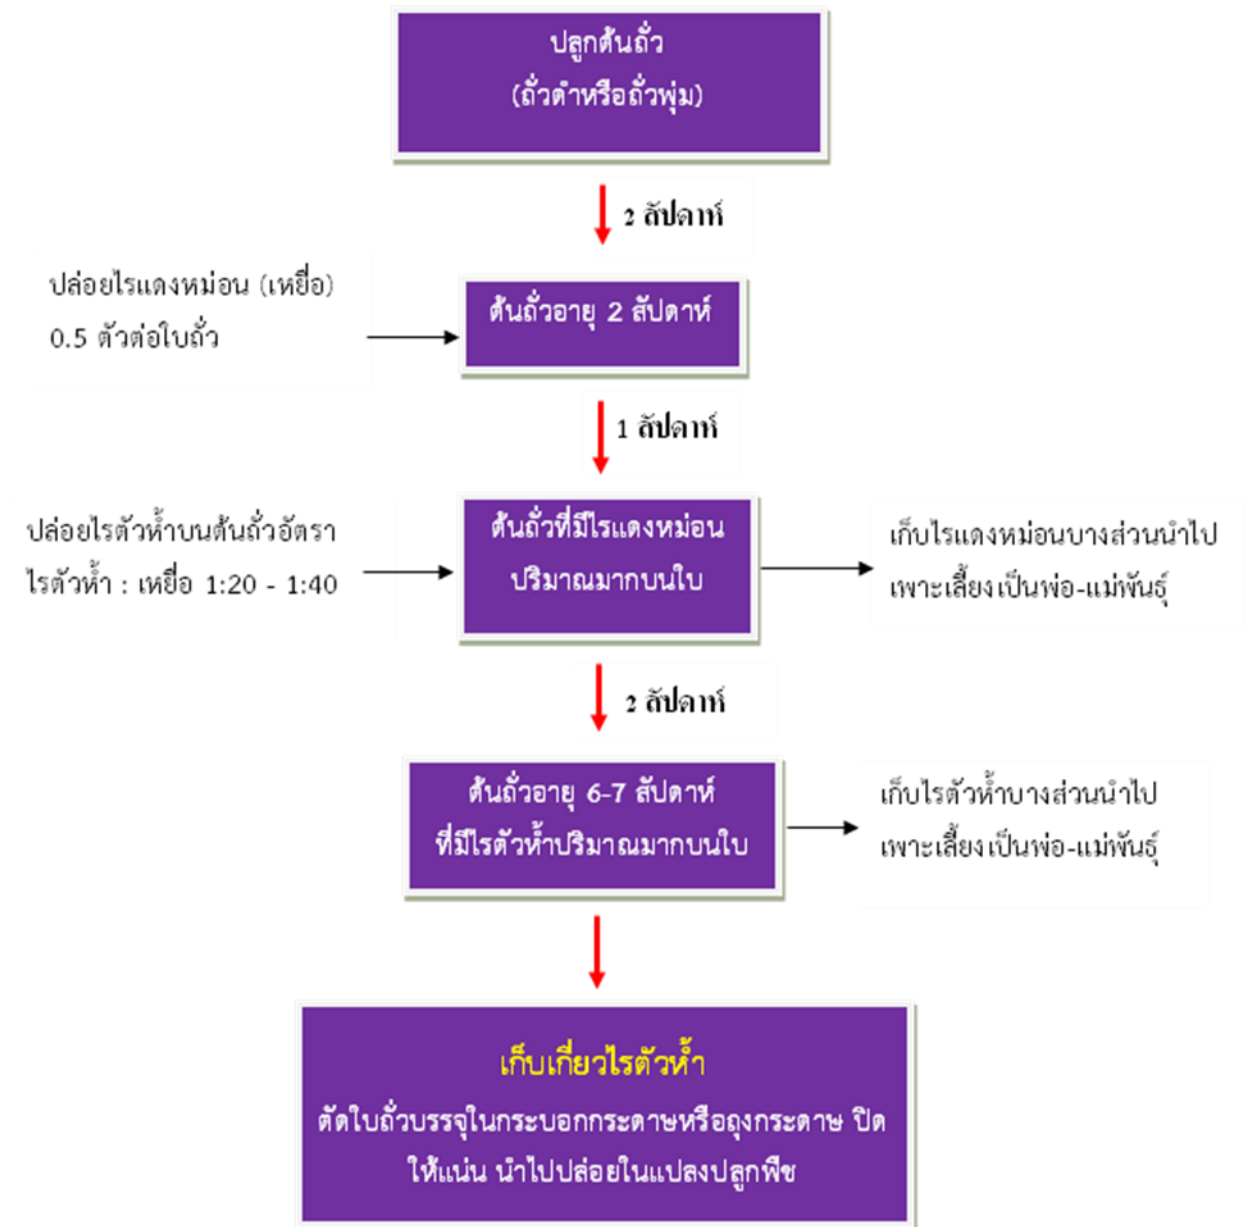 ปลูกต้นถั่ว
(ถั่วดำหรือถั่วพุ่ม)
2 สัปดาห์
ปล่อยไรแดงหม่อน (เหยื่อ)
0.5 ตัวต่อใบถั่ว
ต้นถั่วอายุ 2 สัปดาห์
1 สัปดาห์
ปล่อยไรตัวห้ำบนต้นถั่วอัตรา
ไรตัวห้ำ : เหยื่อ 1:20 - 1:40
ต้นถั่วที่มีไรแดงหม่อน
ปริมาณมากบนใบ
เก็บไรแดงหม่อนบางส่วนนำไป
เพาะเลี้ยงเป็นพ่อ-แม่พันธุ์
2 สัปดาห์
ต้นถั่วอายุ 6-7 สัปดาห์
ที่มีไรตัวห้ำปริมาณมากบนใบ
เก็บไรตัวห้ำบางส่วนนำไป
เพาะเลี้ยงเป็นพ่อ-แม่พันธุ์
เก็บเกี่ยวไรตัวห้ำ
ตัดใบถั่วบรรจุในกระบอกกระดาษหรือถุงกระดาษ ปิด
ให้แน่น นำไปปล่อยในแปลงปลูกพืช